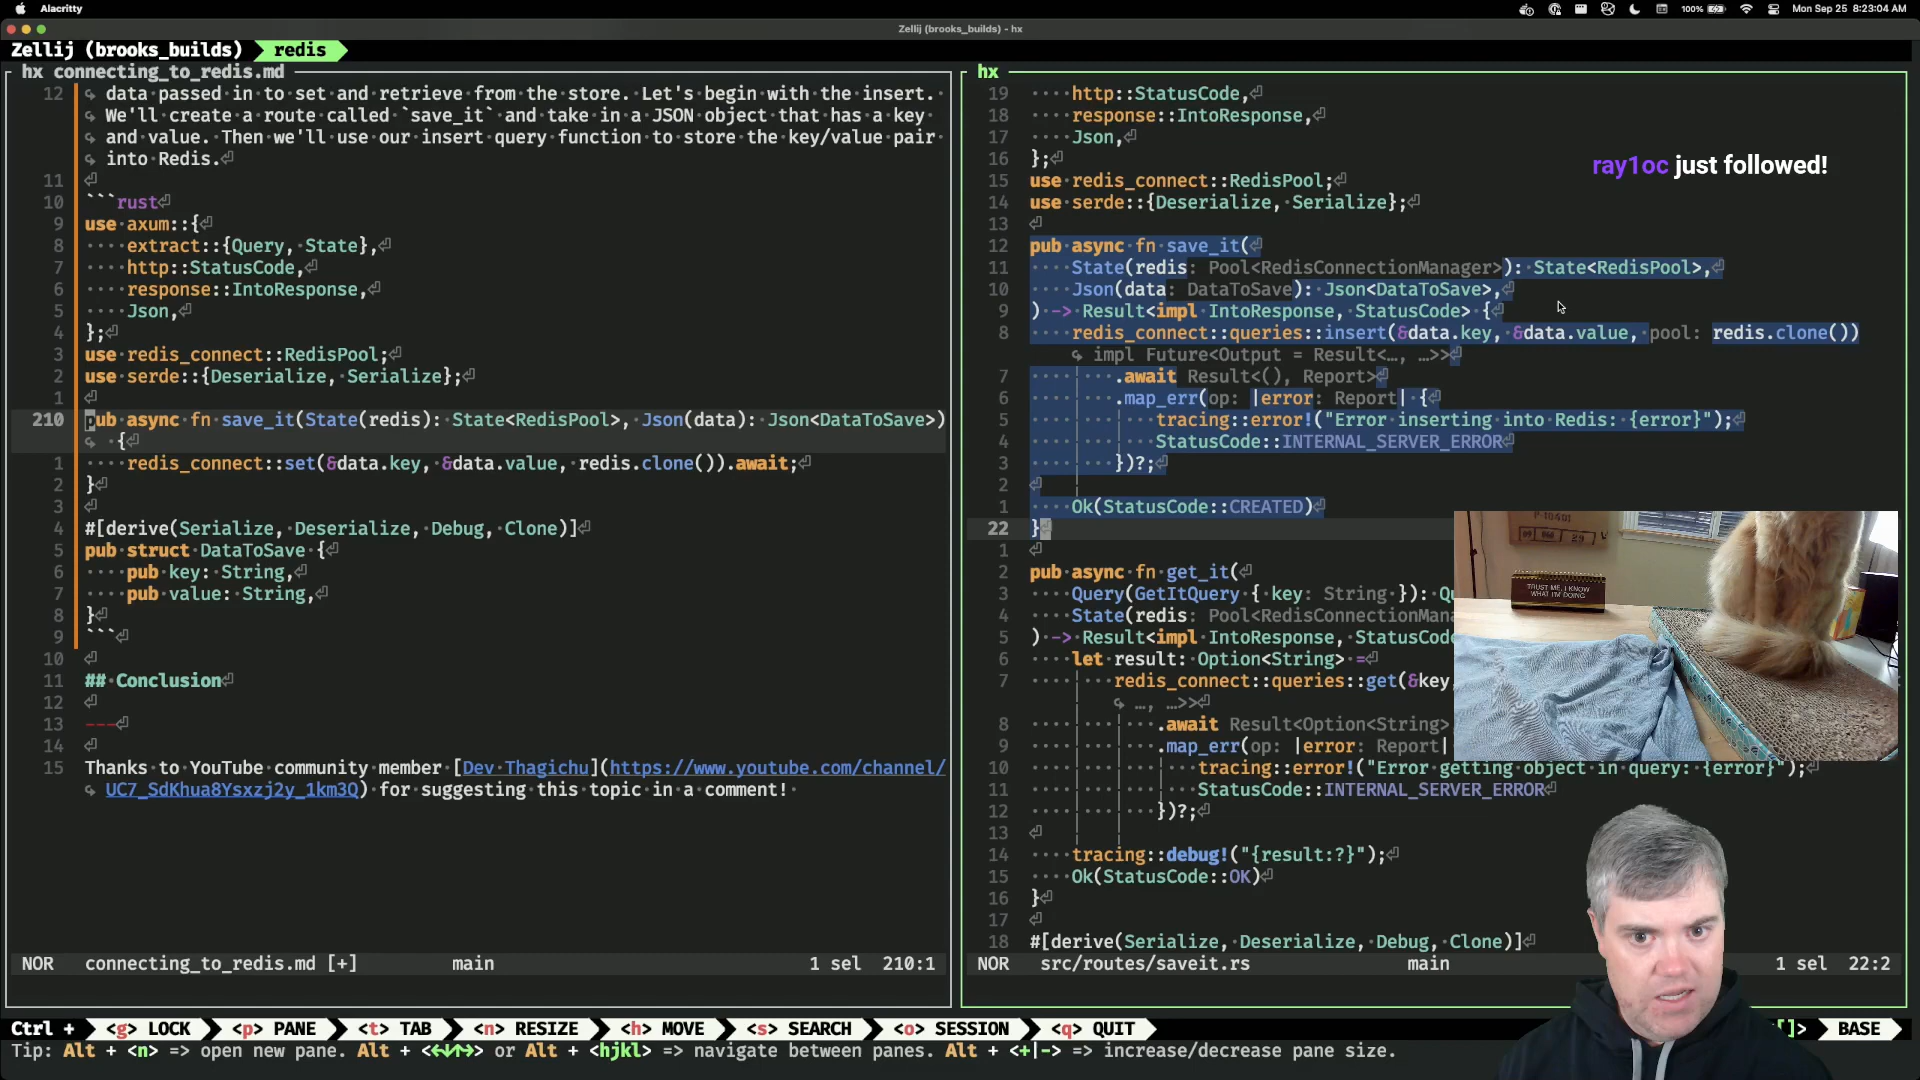 Alacritty
100%
Mon Sep 25 8:23:04 AM
Zellij (brooks_builds) - hx
Zellij (brooks_builds) redis
hx connecting_to_redis.md
12 ↪ data passed in to set and retrieve from the store. Let's begin with the insert.
↪ We'll create a route called `save_it` and take in a JSON object that has a key
↪ and value. Then we'll use our insert query function to store the key/value pair
↪ into Redis.⏎
11 ⏎
10 ```rust⏎
9 use axum::{⏎
8 ····extract::{Query, State},⏎
7 ····http::StatusCode,⏎
6 ····response::IntoResponse,⏎
5 ····Json,⏎
4 };⏎
3 use redis_connect::RedisPool;⏎
2 use serde::{Deserialize, Serialize};⏎
1 ⏎
210 pub async fn save_it(State(redis): State<RedisPool>, Json(data): Json<DataToSave>)
↪ {⏎
1 ····redis_connect::set(&data.key, &data.value, redis.clone()).await;⏎
2 }⏎
3 ⏎
4 #[derive(Serialize, Deserialize, Debug, Clone)]⏎
5 pub struct DataToSave {⏎
6 ····pub key: String,⏎
7 ····pub value: String,⏎
8 }⏎
9 ```⏎
10 ⏎
11 ## Conclusion⏎
12 ⏎
13 ---⏎
14 ⏎
15 Thanks to YouTube community member [Dev Thagichu](https://www.youtube.com/channel/
↪ UC7_SdKhua8Ysxzj2y_1km3Q) for suggesting this topic in a comment!
NOR connecting_to_redis.md [+] main 1 sel 210:1
hx
19 ····http::StatusCode,⏎
18 ····response::IntoResponse,⏎
17 ····Json,⏎
16 };⏎
15 use redis_connect::RedisPool;⏎
14 use serde::{Deserialize, Serialize};⏎
13 ⏎
12 pub async fn save_it(⏎
11 ····State(redis: Pool<RedisConnectionManager>): State<RedisPool>,⏎
10 ····Json(data: DataToSave): Json<DataToSave>,⏎
9 ) -> Result<impl IntoResponse, StatusCode> {⏎
8 ····redis_connect::queries::insert(&data.key, &data.value, pool: redis.clone())
↪ impl Future<Output = Result<…, …>>⏎
7 ········.await Result<(), Report>⏎
6 ········.map_err(op: |error: Report| {⏎
5 ············tracing::error!("Error inserting into Redis: {error}");⏎
4 ············StatusCode::INTERNAL_SERVER_ERROR⏎
3 ········})?;⏎
2 ⏎
1 ····Ok(StatusCode::CREATED)⏎
22 }⏎
1 ⏎
2 pub async fn get_it(⏎
3 ····Query(GetItQuery { key: String }):
4 ····State(redis: Pool<RedisConnectionMana
5 ) -> Result<impl IntoResponse, StatusCode
6 ····let result: Option<String> =⏎
7 ········redis_connect::queries::get(&key
↪ …, …>>⏎
8 ············.await Result<Option<String>
9 ············.map_err(op: |error: Report|
10 ················tracing::error!("Error getting object in query: {error}");⏎
11 ················StatusCode::INTERNAL_SERVER_ERROR⏎
12 ············})?;⏎
13 ⏎
14 ····tracing::debug!("{result:?}");⏎
15 ····Ok(StatusCode::OK)⏎
16 }⏎
17 ⏎
18 #[derive(Serialize, Deserialize, Debug, Clone)]⏎
NOR src/routes/saveit.rs main 1 sel 22:2
ray1oc just followed!
TRUST ME, I KNOW
WHAT I'M DOING
Ctrl + <g> LOCK <p> PANE <t> TAB <n> RESIZE <h> MOVE <s> SEARCH <o> SESSION <q> QUIT []> BASE
Tip: Alt + <n> => open new pane. Alt + <←↓↑→> or Alt + <hjkl> => navigate between panes. Alt + <+|-> => increase/decrease pane size.